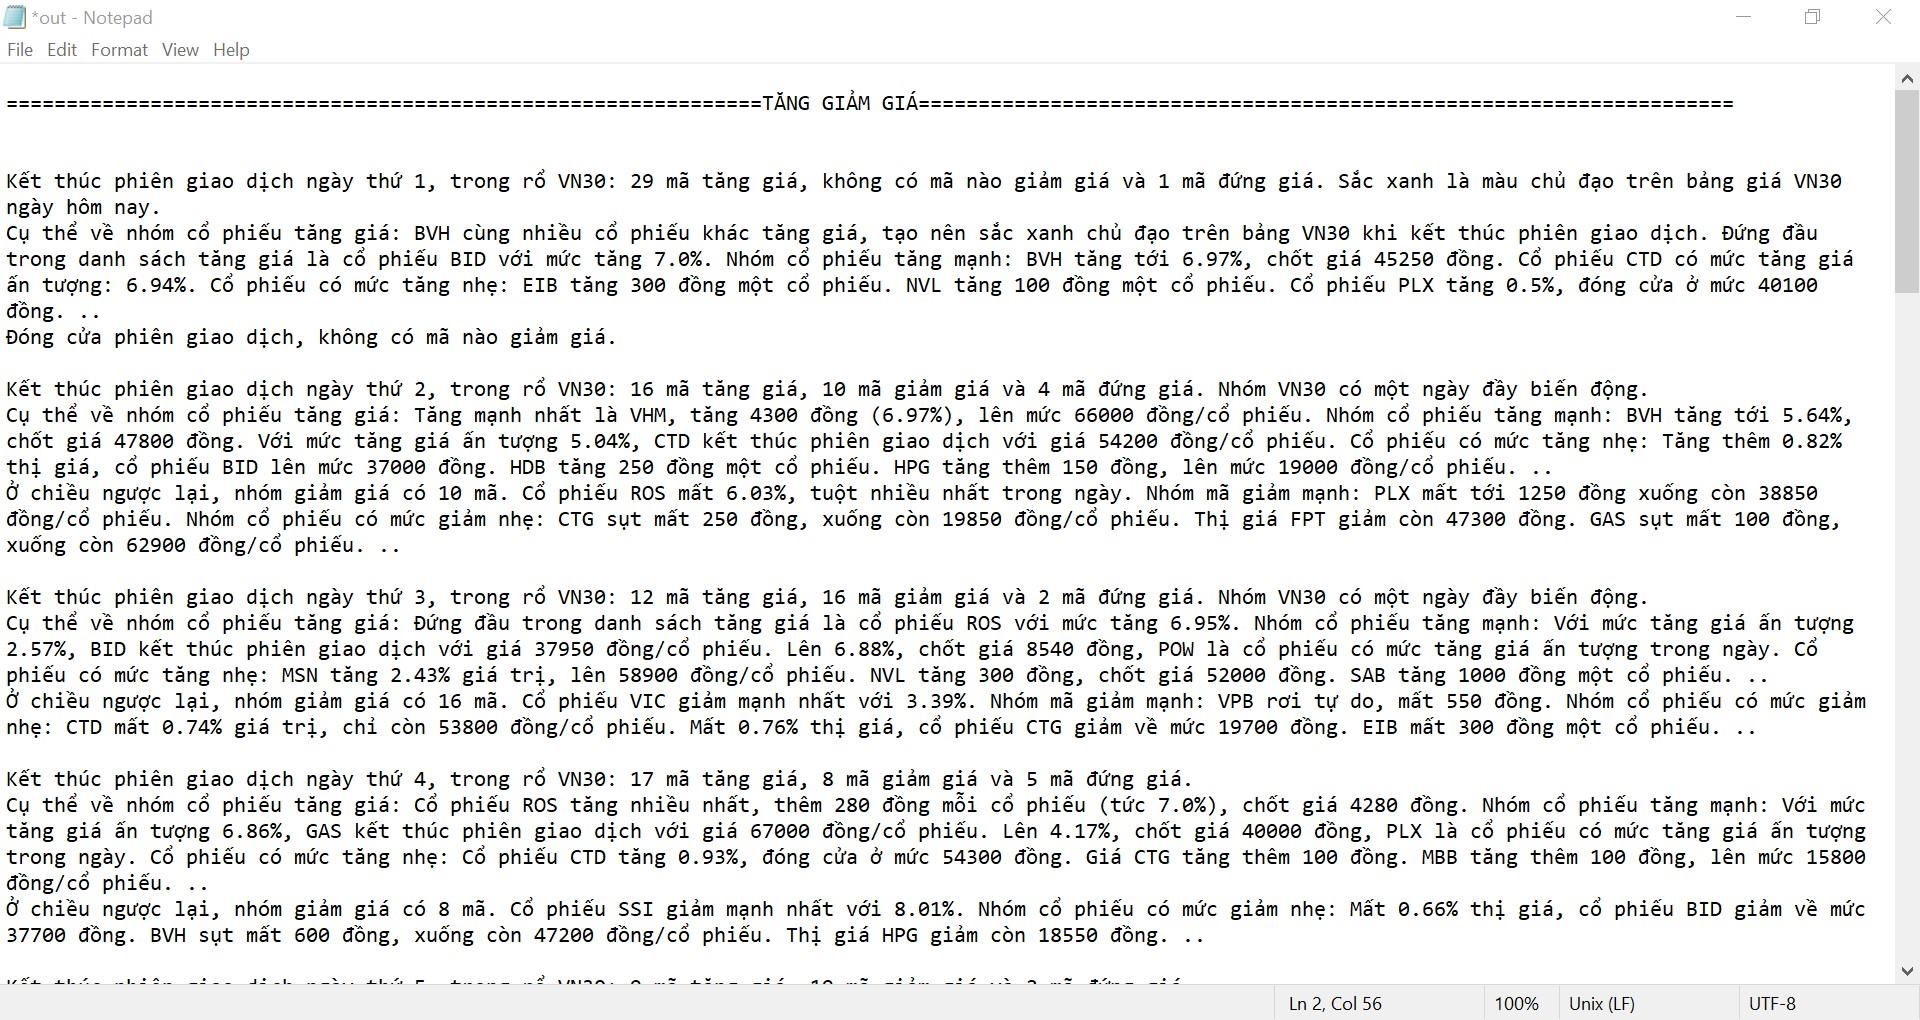 *out - Notepad
File Edit Format View Help
===============================================================TĂNG GIẢM GIÁ====================================================================
Kết thúc phiên giao dịch ngày thứ 1, trong rổ VN30: 29 mã tăng giá, không có mã nào giảm giá và 1 mã đứng giá. Sắc xanh là màu chủ đạo trên bảng giá VN30
ngày hôm nay.
Cụ thể về nhóm cổ phiếu tăng giá: BVH cùng nhiều cổ phiếu khác tăng giá, tạo nên sắc xanh chủ đạo trên bảng VN30 khi kết thúc phiên giao dịch. Đứng đầu
trong danh sách tăng giá là cổ phiếu BID với mức tăng 7.0%. Nhóm cổ phiếu tăng mạnh: BVH tăng tới 6.97%, chốt giá 45250 đồng. Cổ phiếu CTD có mức tăng giá
ấn tượng: 6.94%. Cổ phiếu có mức tăng nhẹ: EIB tăng 300 đồng một cổ phiếu. NVL tăng 100 đồng một cổ phiếu. Cổ phiếu PLX tăng 0.5%, đóng cửa ở mức 40100
đồng. ..
Đóng cửa phiên giao dịch, không có mã nào giảm giá.
Kết thúc phiên giao dịch ngày thứ 2, trong rổ VN30: 16 mã tăng giá, 10 mã giảm giá và 4 mã đứng giá. Nhóm VN30 có một ngày đầy biến động.
Cụ thể về nhóm cổ phiếu tăng giá: Tăng mạnh nhất là VHM, tăng 4300 đồng (6.97%), lên mức 66000 đồng/cổ phiếu. Nhóm cổ phiếu tăng mạnh: BVH tăng tới 5.64%,
chốt giá 47800 đồng. Với mức tăng giá ấn tượng 5.04%, CTD kết thúc phiên giao dịch với giá 54200 đồng/cổ phiếu. Cổ phiếu có mức tăng nhẹ: Tăng thêm 0.82%
thị giá, cổ phiếu BID lên mức 37000 đồng. HDB tăng 250 đồng một cổ phiếu. HPG tăng thêm 150 đồng, lên mức 19000 đồng/cổ phiếu. ..
Ở chiều ngược lại, nhóm giảm giá có 10 mã. Cổ phiếu ROS mất 6.03%, tuột nhiều nhất trong ngày. Nhóm mã giảm mạnh: PLX mất tới 1250 đồng xuống còn 38850
đồng/cổ phiếu. Nhóm cổ phiếu có mức giảm nhẹ: CTG sụt mất 250 đồng, xuống còn 19850 đồng/cổ phiếu. Thị giá FPT giảm còn 47300 đồng. GAS sụt mất 100 đồng,
xuống còn 62900 đồng/cổ phiếu. ..
Kết thúc phiên giao dịch ngày thứ 3, trong rổ VN30: 12 mã tăng giá, 16 mã giảm giá và 2 mã đứng giá. Nhóm VN30 có một ngày đầy biến động.
Cụ thể về nhóm cổ phiếu tăng giá: Đứng đầu trong danh sách tăng giá là cổ phiếu ROS với mức tăng 6.95%. Nhóm cổ phiếu tăng mạnh: Với mức tăng giá ấn tượng
2.57%, BID kết thúc phiên giao dịch với giá 37950 đồng/cổ phiếu. Lên 6.88%, chốt giá 8540 đồng, POW là cổ phiếu có mức tăng giá ấn tượng trong ngày. Cổ
phiếu có mức tăng nhẹ: MSN tăng 2.43% giá trị, lên 58900 đồng/cổ phiếu. NVL tăng 300 đồng, chốt giá 52000 đồng. SAB tăng 1000 đồng một cổ phiếu. ..
Ở chiều ngược lại, nhóm giảm giá có 16 mã. Cổ phiếu VIC giảm mạnh nhất với 3.39%. Nhóm mã giảm mạnh: VPB rơi tự do, mất 550 đồng. Nhóm cổ phiếu có mức giảm
nhẹ: CTD mất 0.74% giá trị, chỉ còn 53800 đồng/cổ phiếu. Mất 0.76% thị giá, cổ phiếu CTG giảm về mức 19700 đồng. EIB mất 300 đồng một cổ phiếu. ..
Kết thúc phiên giao dịch ngày thứ 4, trong rổ VN30: 17 mã tăng giá, 8 mã giảm giá và 5 mã đứng giá.
Cụ thể về nhóm cổ phiếu tăng giá: Cổ phiếu ROS tăng nhiều nhất, thêm 280 đồng mỗi cổ phiếu (tức 7.0%), chốt giá 4280 đồng. Nhóm cổ phiếu tăng mạnh: Với mức
tăng giá ấn tượng 6.86%, GAS kết thúc phiên giao dịch với giá 67000 đồng/cổ phiếu. Lên 4.17%, chốt giá 40000 đồng, PLX là cổ phiếu có mức tăng giá ấn tượng
trong ngày. Cổ phiếu có mức tăng nhẹ: Cổ phiếu CTD tăng 0.93%, đóng cửa ở mức 54300 đồng. Giá CTG tăng thêm 100 đồng. MBB tăng thêm 100 đồng, lên mức 15800
đồng/cổ phiếu. ..
Ở chiều ngược lại, nhóm giảm giá có 8 mã. Cổ phiếu SSI giảm mạnh nhất với 8.01%. Nhóm cổ phiếu có mức giảm nhẹ: Mất 0.66% thị giá, cổ phiếu BID giảm về mức
37700 đồng. BVH sụt mất 600 đồng, xuống còn 47200 đồng/cổ phiếu. Thị giá HPG giảm còn 18550 đồng. ..
Ln 2, Col 56
100%
Unix (LF)
UTF-8